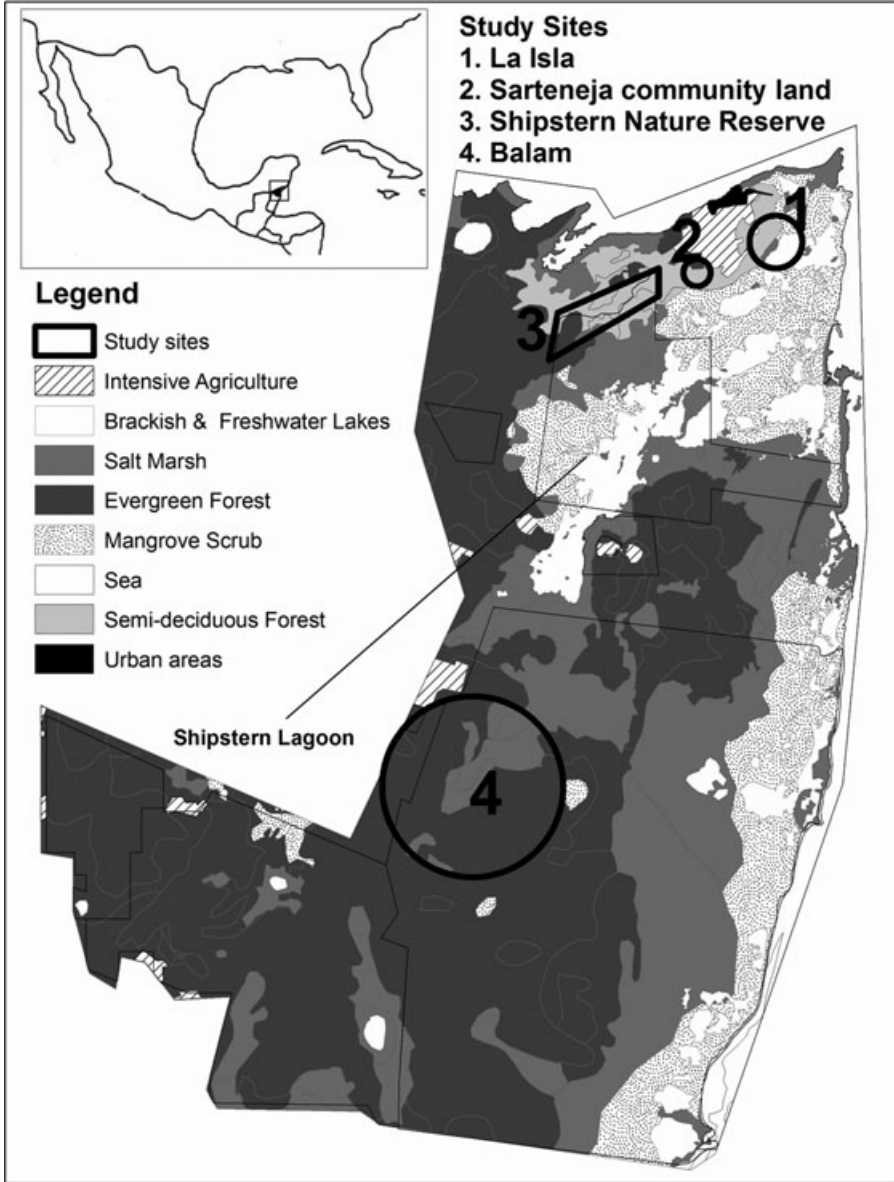 Study Sites
1. La Isla
2. Sarteneja community land
3. Shipstern Nature Reserve
4. Balam
1
2
3
Legend
Study sites
Intensive Agriculture
Brackish & Freshwater Lakes
Salt Marsh
Evergreen Forest
Mangrove Scrub
Sea
Semi-deciduous Forest
Urban areas
Shipstern Lagoon
4